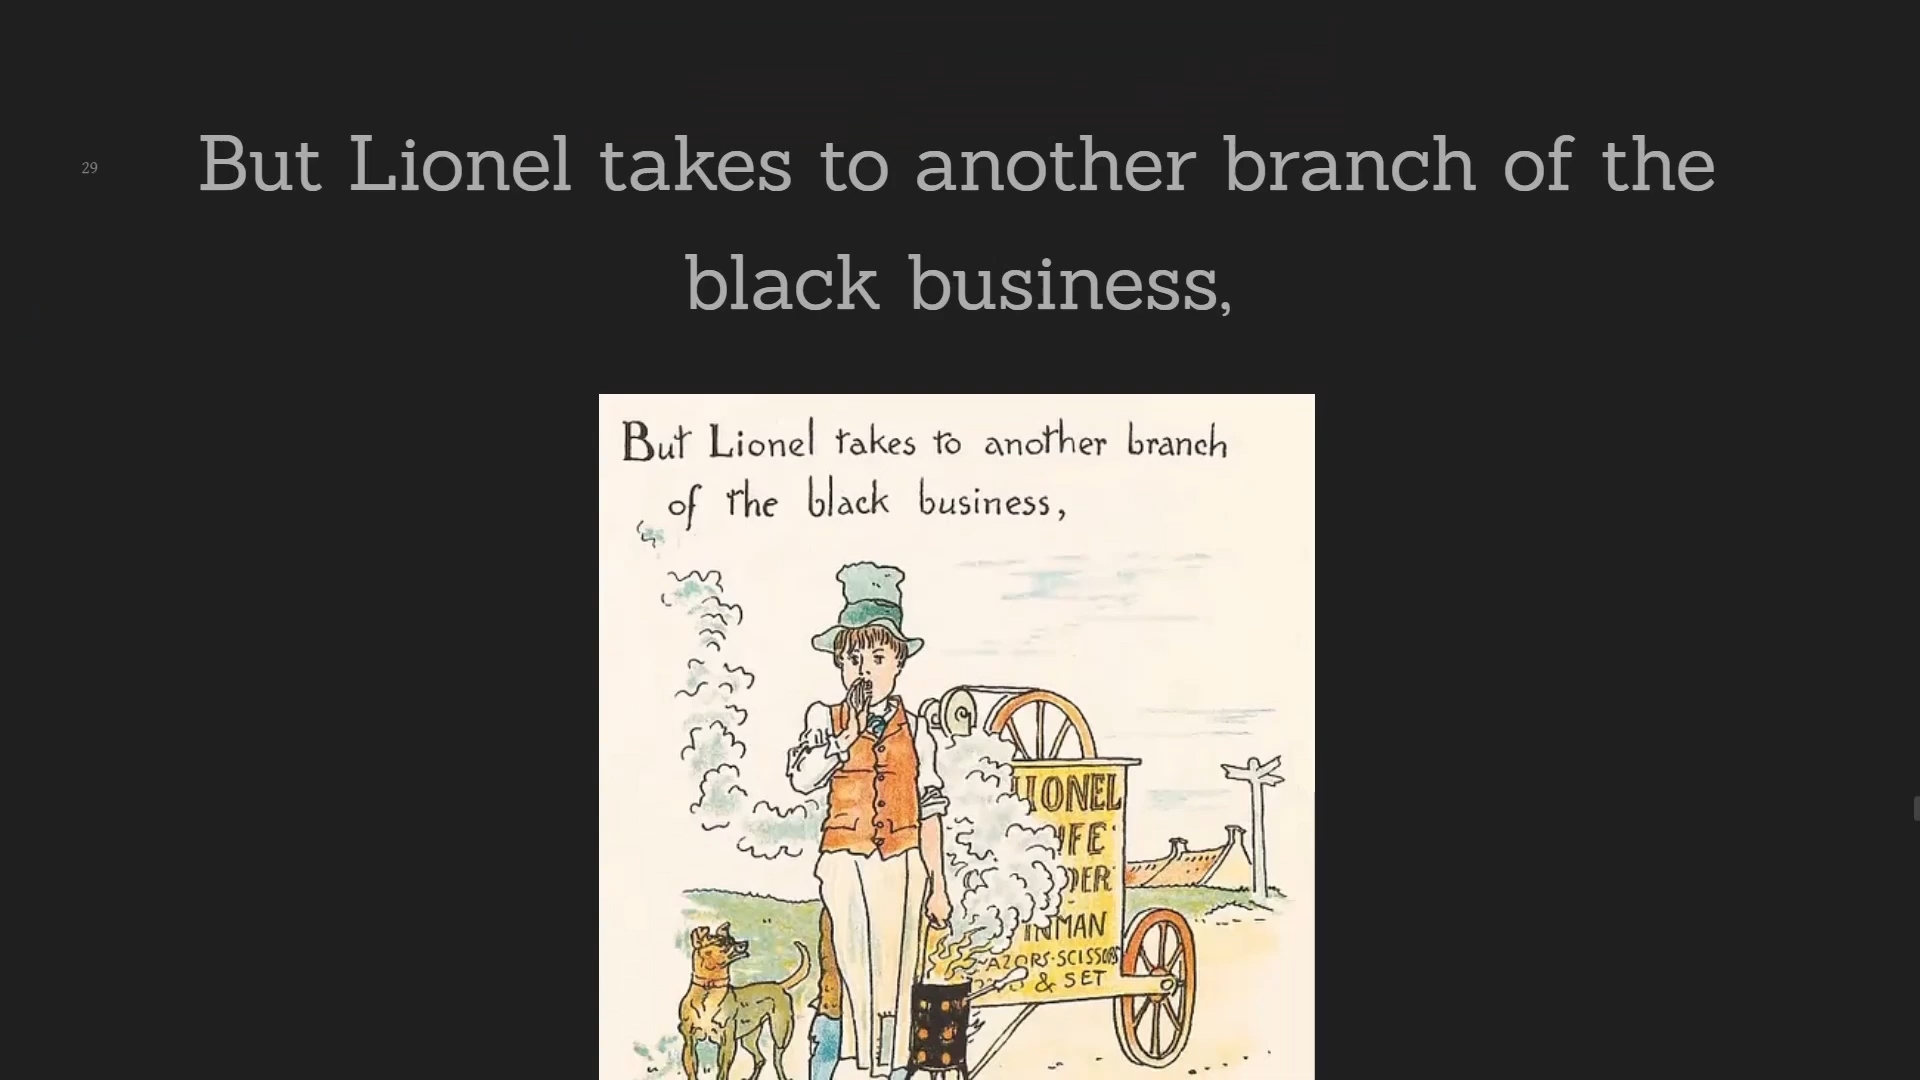 29
But Lionel takes to another branch of the
black business,
But Lionel takes to another branch
of the black business,
IONEL
IFE
DER
INMAN
AZORS·SCISSORS
& SET